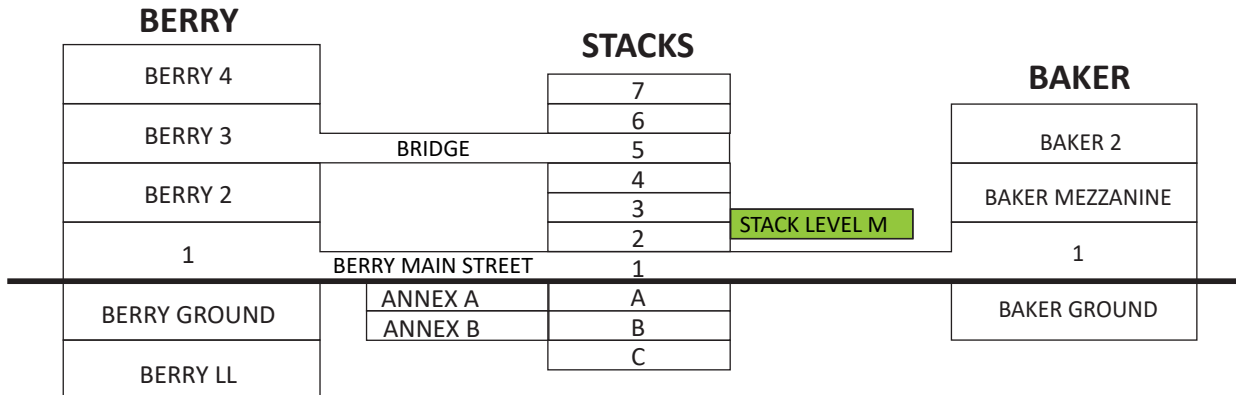 BERRY
BERRY 4
BERRY 3
BERRY 2
1
BERRY GROUND
BERRY LL
BRIDGE
BERRY MAIN STREET
ANNEX A
ANNEX B
STACKS
7
6
5
4
3
2
1
A
B
C
STACK LEVEL M
BAKER
BAKER 2
BAKER MEZZANINE
1
BAKER GROUND